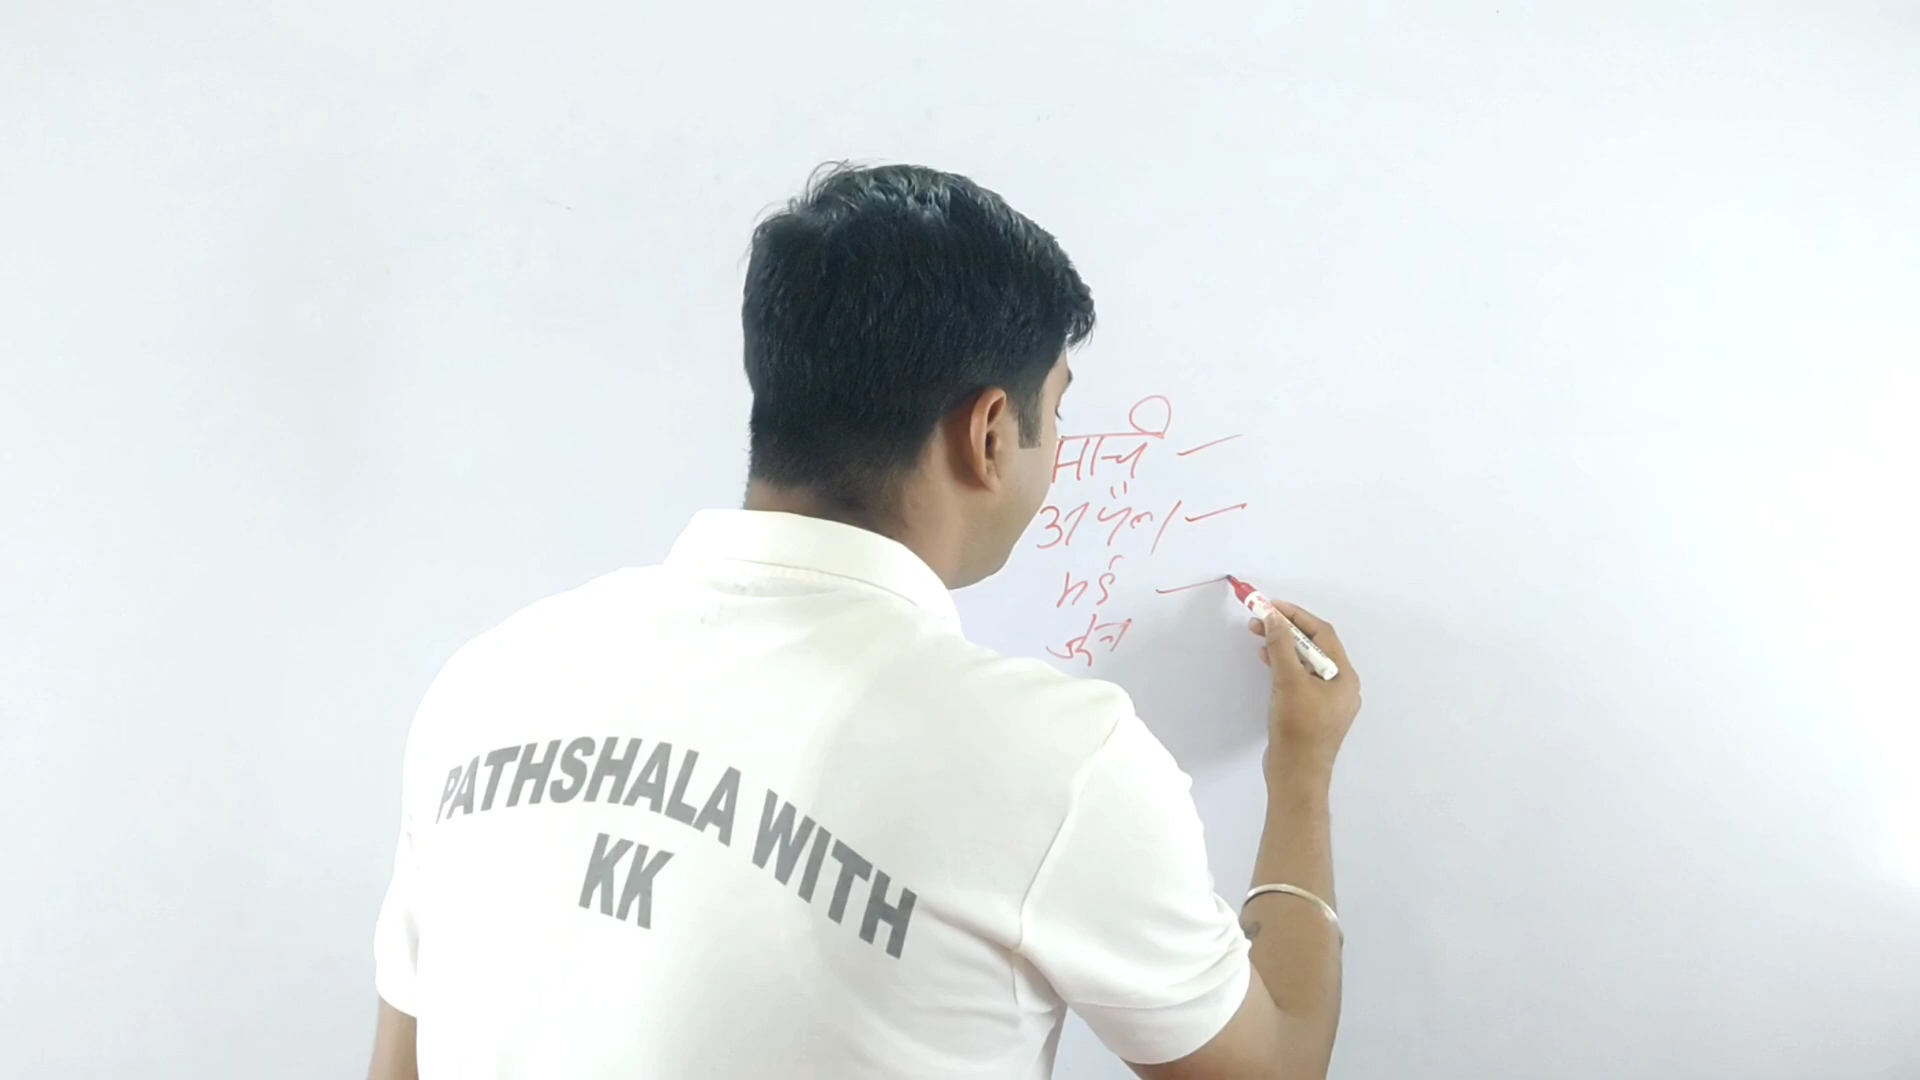 मार्च -
अप्रैल -
मई -
जून
PATHSHALA WITH
KK